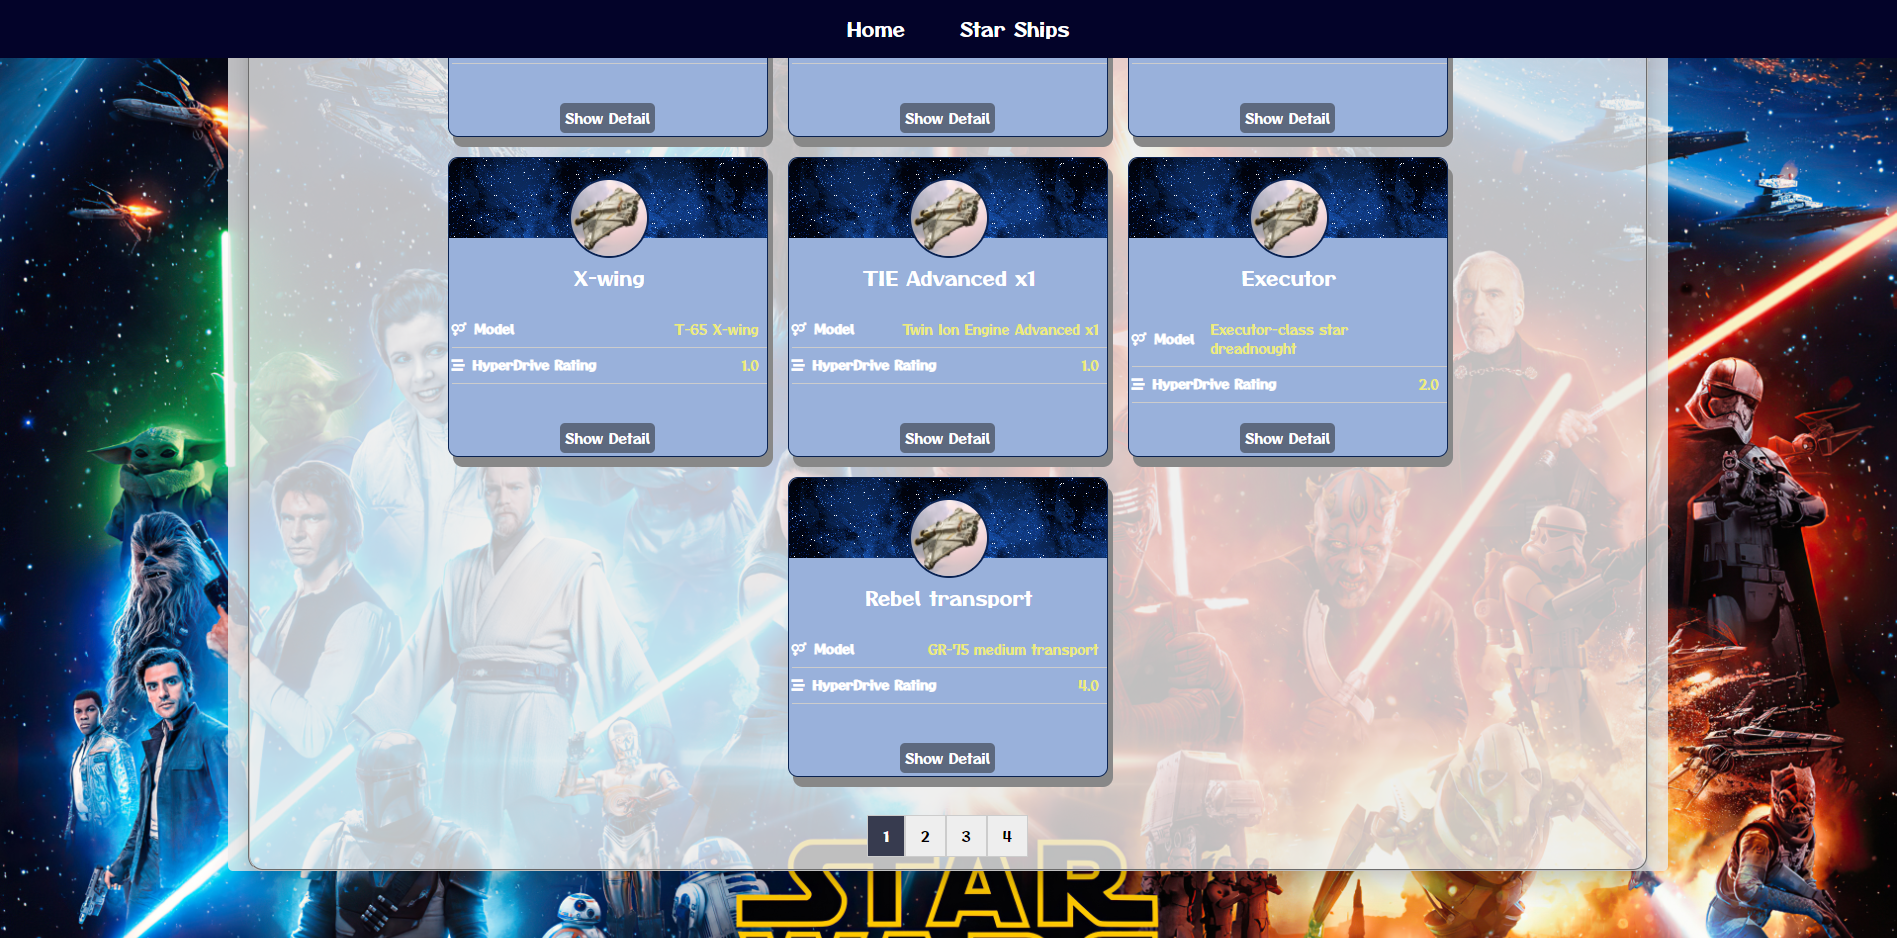 Home Star Ships
Show Detail Show Detail Show Detail
X-wing
Model T-65 X-wing
HyperDrive Rating 1.0
Show Detail
TIE Advanced x1
Model Twin Ion Engine Advanced x1
HyperDrive Rating 1.0
Show Detail
Executor
Model Executor-class star
dreadnought
HyperDrive Rating 2.0
Show Detail
Rebel transport
Model GR-75 medium transport
HyperDrive Rating 4.0
Show Detail
1 2 3 4
STAR
WARS